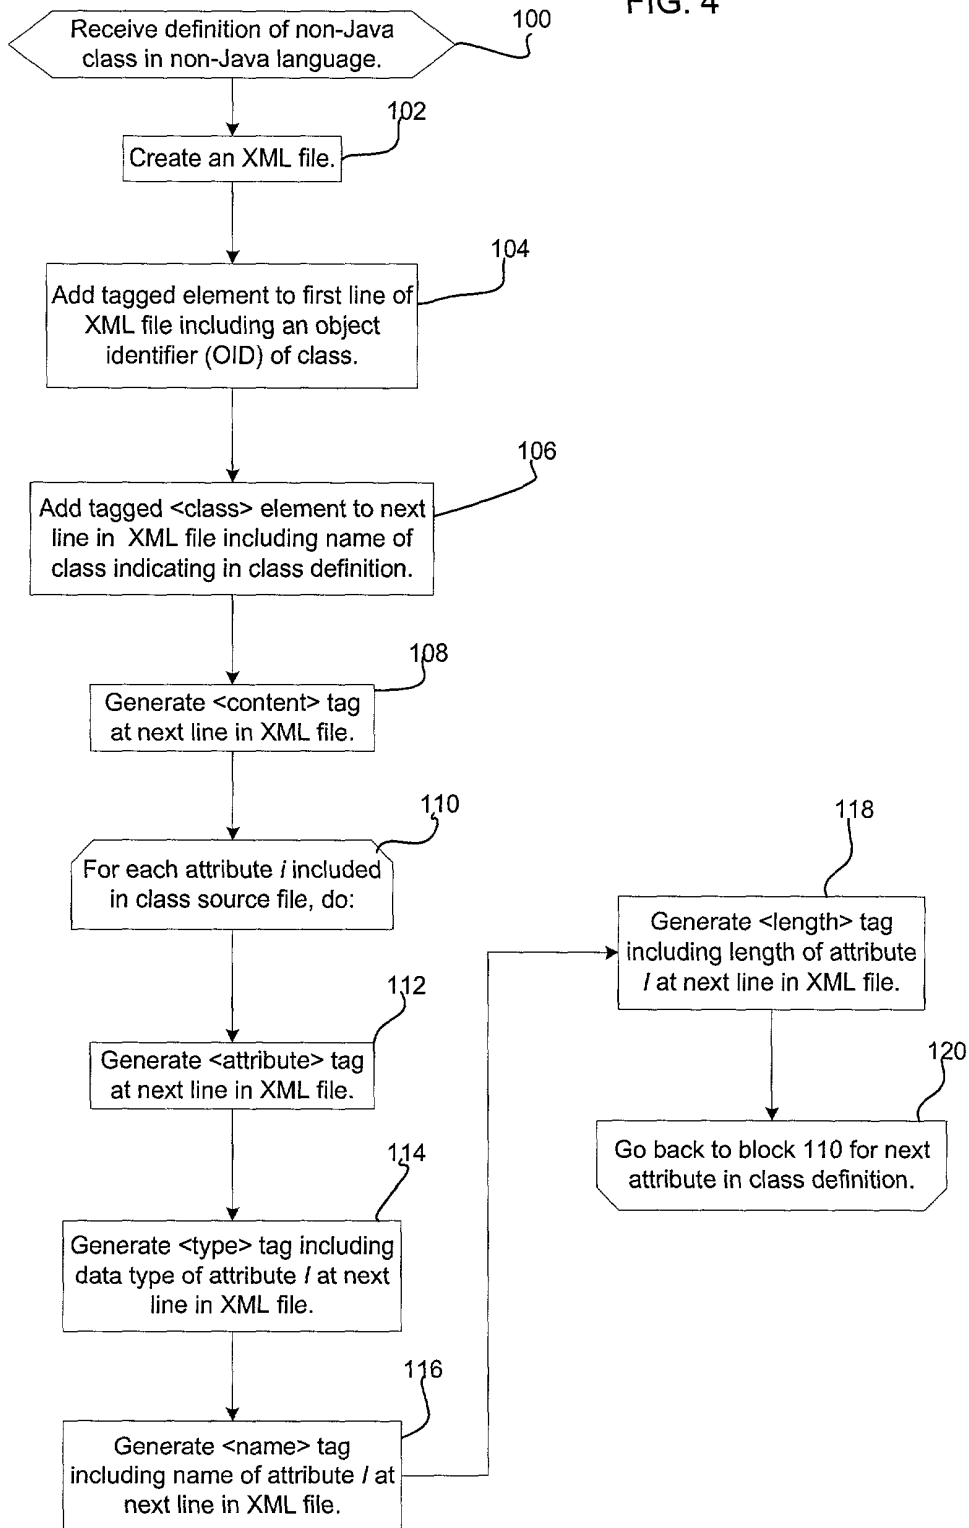 FIG. 4
Receive definition of non-Java
class in non-Java language.
100
102
Create an XML file.
104
Add tagged element to first line of
XML file including an object
identifier (OID) of class.
106
Add tagged <class> element to next
line in XML file including name of
class indicating in class definition.
108
Generate <content> tag
at next line in XML file.
110
For each attribute i included
in class source file, do:
112
Generate <attribute> tag
at next line in XML file.
114
Generate <type> tag including
data type of attribute I at next
line in XML file.
116
Generate <name> tag
including name of attribute I at
next line in XML file.
118
Generate <length> tag
including length of attribute
I at next line in XML file.
120
Go back to block 110 for next
attribute in class definition.